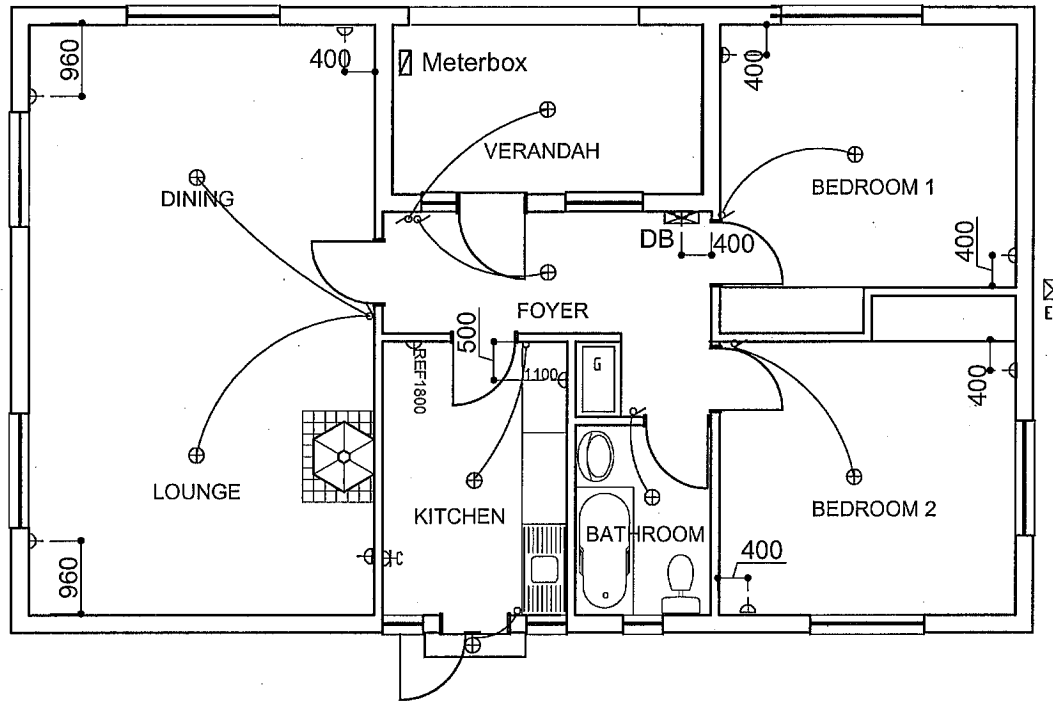 960
400
Meterbox
400
VERANDAH
DINING
BEDROOM 1
DB
400
400
FOYER
E
500
REF1800
1100
G
400
LOUNGE
KITCHEN
BEDROOM 2
BATHROOM
960
400